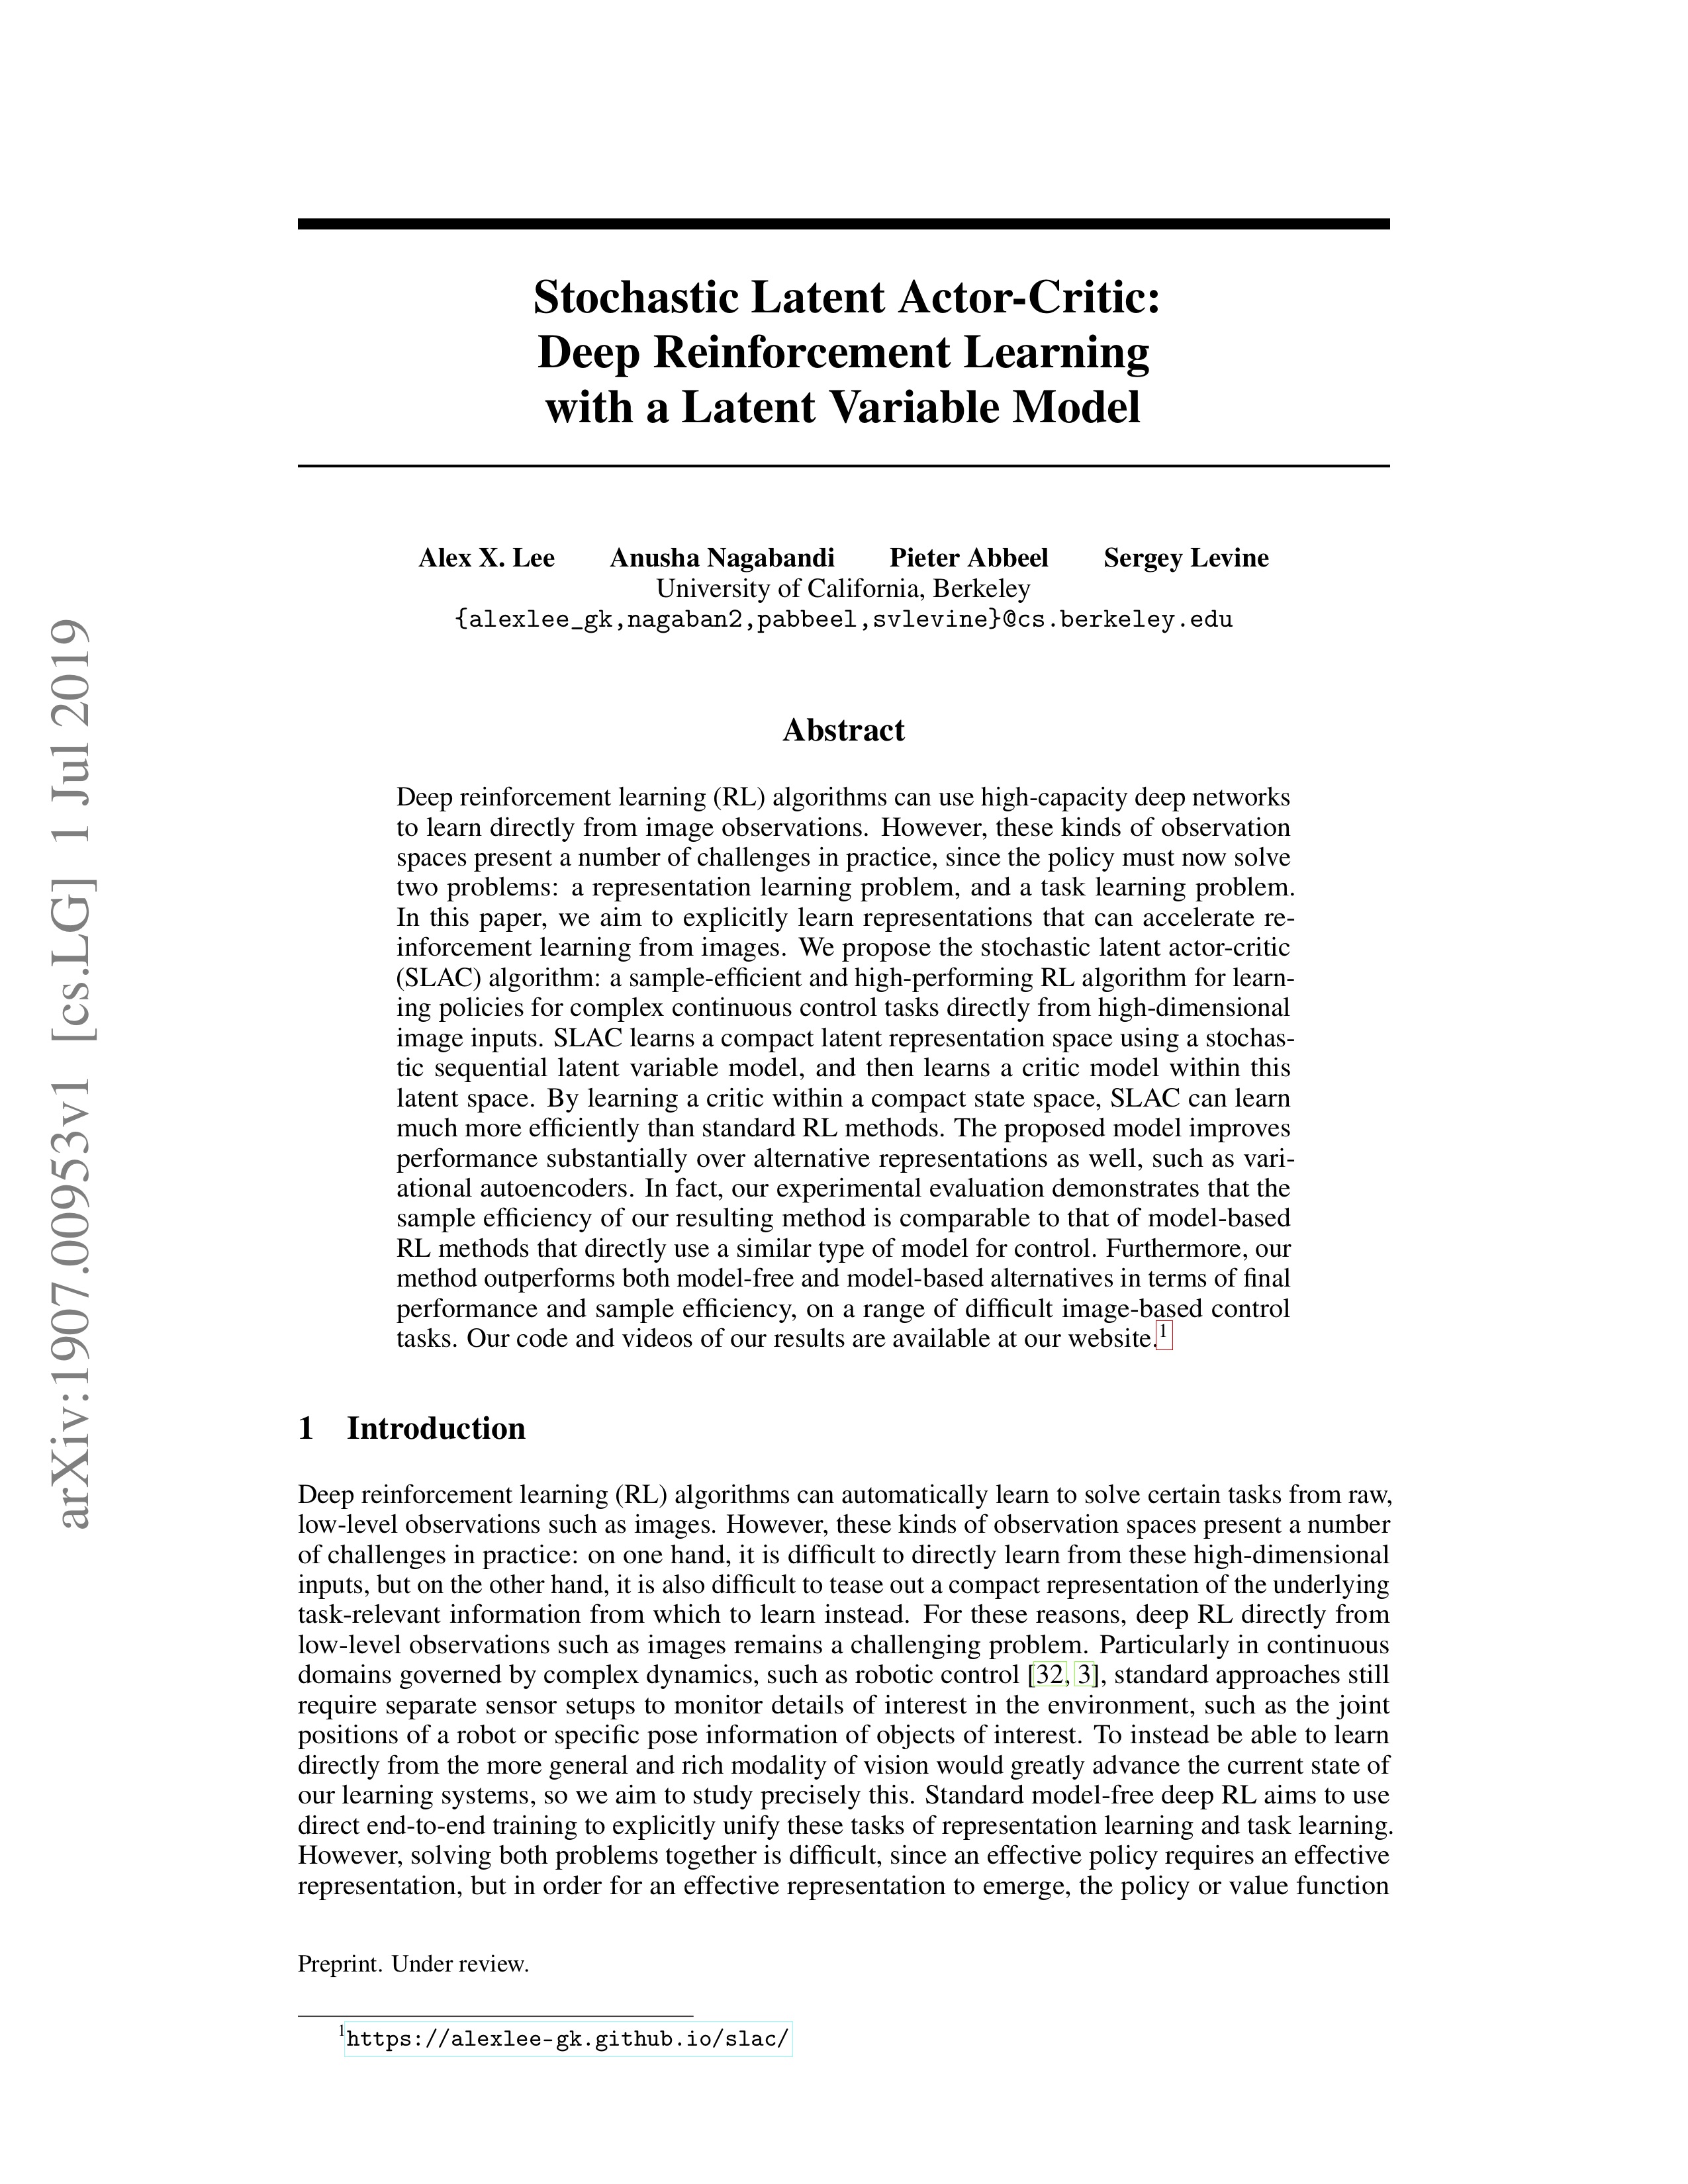 Stochastic Latent Actor-Critic:
Deep Reinforcement Learning
with a Latent Variable Model
Alex X. Lee Anusha Nagabandi Pieter Abbeel Sergey Levine
University of California, Berkeley
{alexlee_gk,nagaban2,pabbeel,svlevine}@cs.berkeley.edu
arXiv:1907.00953v1 [cs.LG] 1 Jul 2019
Abstract
Deep reinforcement learning (RL) algorithms can use high-capacity deep networks
to learn directly from image observations. However, these kinds of observation
spaces present a number of challenges in practice, since the policy must now solve
two problems: a representation learning problem, and a task learning problem.
In this paper, we aim to explicitly learn representations that can accelerate re-
inforcement learning from images. We propose the stochastic latent actor-critic
(SLAC) algorithm: a sample-efficient and high-performing RL algorithm for learn-
ing policies for complex continuous control tasks directly from high-dimensional
image inputs. SLAC learns a compact latent representation space using a stochas-
tic sequential latent variable model, and then learns a critic model within this
latent space. By learning a critic within a compact state space, SLAC can learn
much more efficiently than standard RL methods. The proposed model improves
performance substantially over alternative representations as well, such as vari-
ational autoencoders. In fact, our experimental evaluation demonstrates that the
sample efficiency of our resulting method is comparable to that of model-based
RL methods that directly use a similar type of model for control. Furthermore, our
method outperforms both model-free and model-based alternatives in terms of final
performance and sample efficiency, on a range of difficult image-based control
tasks. Our code and videos of our results are available at our website.1
1 Introduction
Deep reinforcement learning (RL) algorithms can automatically learn to solve certain tasks from raw,
low-level observations such as images. However, these kinds of observation spaces present a number
of challenges in practice: on one hand, it is difficult to directly learn from these high-dimensional
inputs, but on the other hand, it is also difficult to tease out a compact representation of the underlying
task-relevant information from which to learn instead. For these reasons, deep RL directly from
low-level observations such as images remains a challenging problem. Particularly in continuous
domains governed by complex dynamics, such as robotic control [32, 3], standard approaches still
require separate sensor setups to monitor details of interest in the environment, such as the joint
positions of a robot or specific pose information of objects of interest. To instead be able to learn
directly from the more general and rich modality of vision would greatly advance the current state of
our learning systems, so we aim to study precisely this. Standard model-free deep RL aims to use
direct end-to-end training to explicitly unify these tasks of representation learning and task learning.
However, solving both problems together is difficult, since an effective policy requires an effective
representation, but in order for an effective representation to emerge, the policy or value function
Preprint. Under review.
1https://alexlee-gk.github.io/slac/